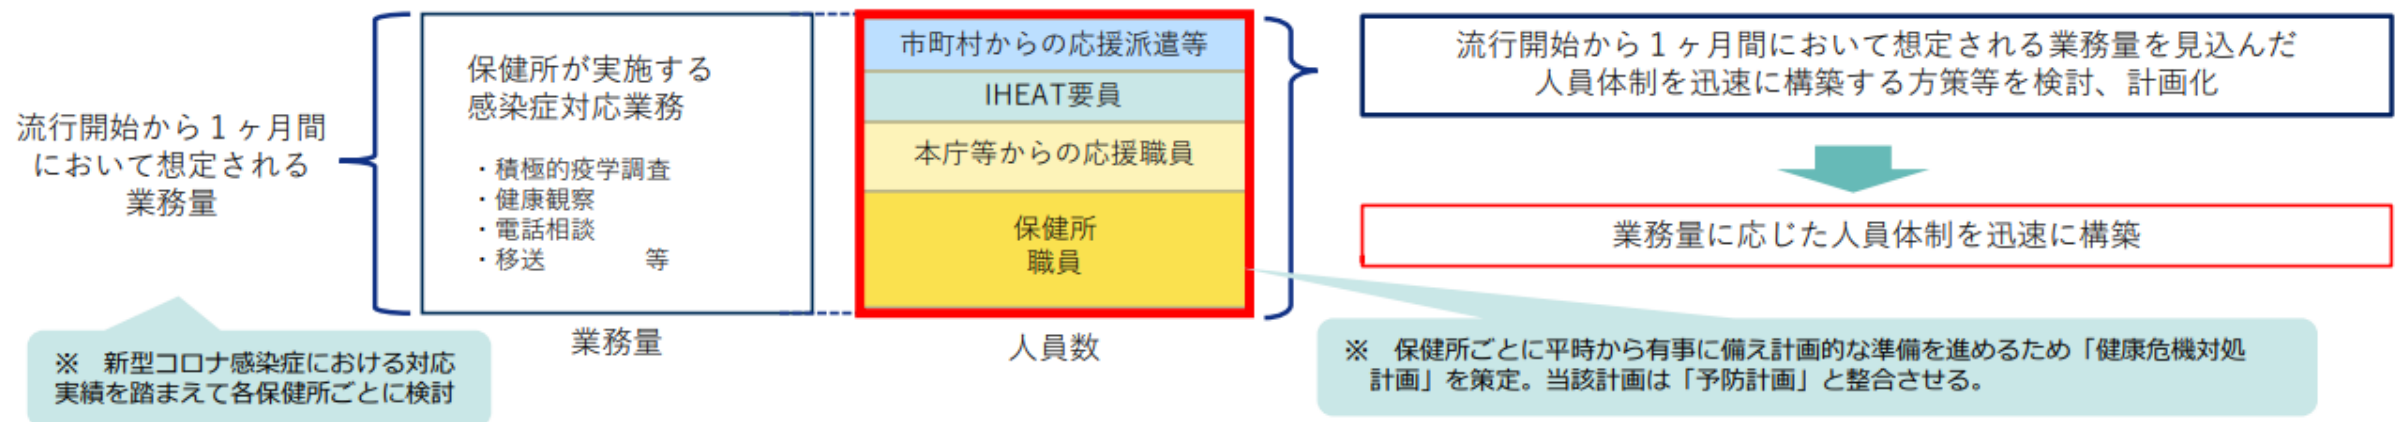 流行開始から１ヶ月間
において想定される
業務量
保健所が実施する
感染症対応業務
・積極的疫学調査
・健康観察
・電話相談
・移送　　　　等
業務量
市町村からの応援派遣等
IHEAT要員
本庁等からの応援職員
保健所
職員
人員数
流行開始から１ヶ月間において想定される業務量を見込んだ
人員体制を迅速に構築する方策等を検討、計画化
業務量に応じた人員体制を迅速に構築
※　新型コロナ感染症における対応
実績を踏まえて各保健所ごとに検討
※　保健所ごとに平時から有事に備え計画的な準備を進めるため「健康危機対処
計画」を策定。当該計画は「予防計画」と整合させる。